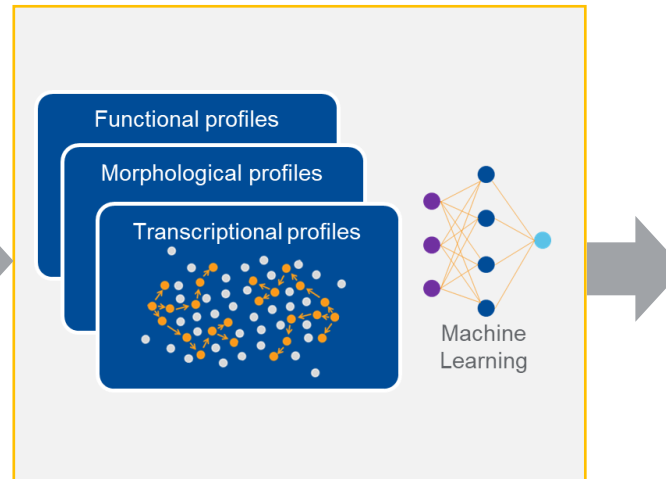 Functional profiles
Morphological profiles
Transcriptional profiles
Machine
Learning